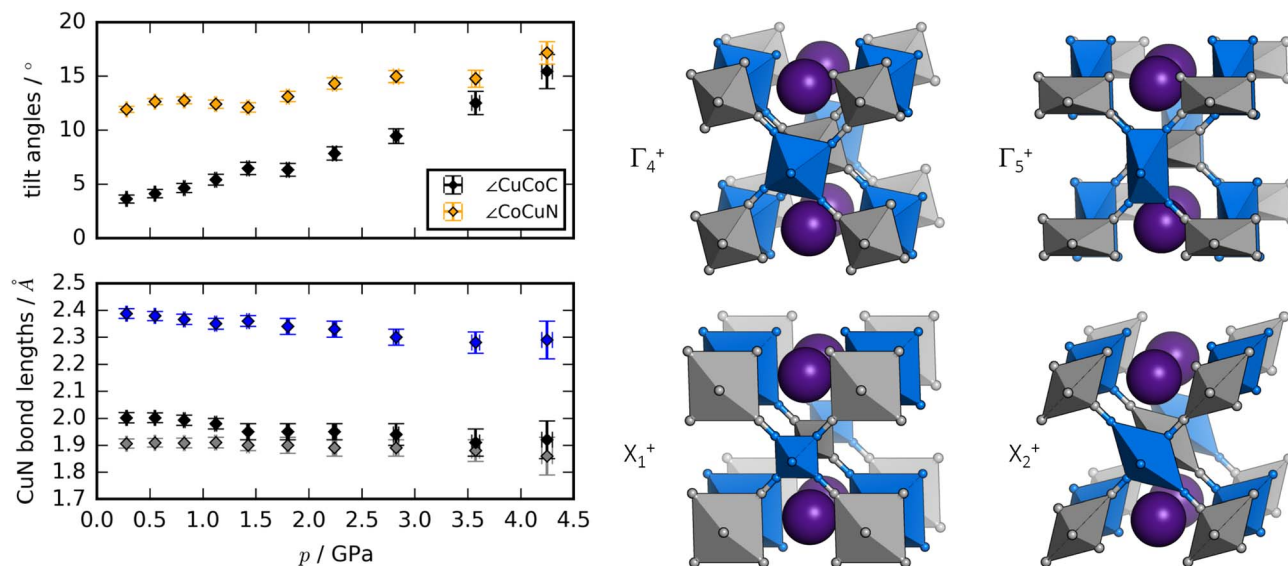 20
15
10
5
0
tilt angles / °
∠CuCoC
∠CoCuN
2.5
2.4
2.3
2.2
2.1
2.0
1.9
1.8
1.7
CuN bond lengths / Å
0.0 0.5 1.0 1.5 2.0 2.5 3.0 3.5 4.0 4.5
p / GPa
Γ₄⁺
Γ₅⁺
X₁⁺
X₂⁺